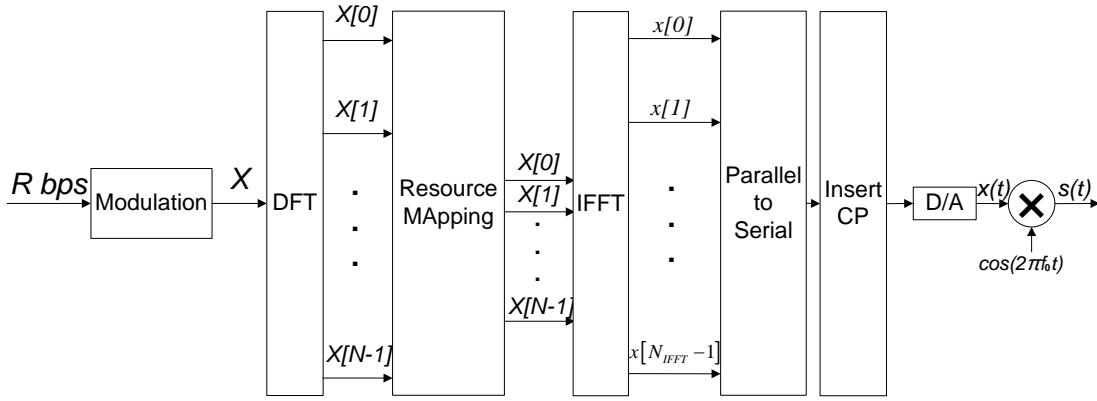 R bps
Modulation
X
DFT
X[0]
X[1]
.
.
.
X[N-1]
Resource
MApping
X[0]
X[1]
.
.
.
X[N-1]
IFFT
x[0]
x[1]
.
.
.
x[N_IFFT -1]
Parallel
to
Serial
Insert
CP
D/A
x(t)
s(t)
cos(2πf₀t)